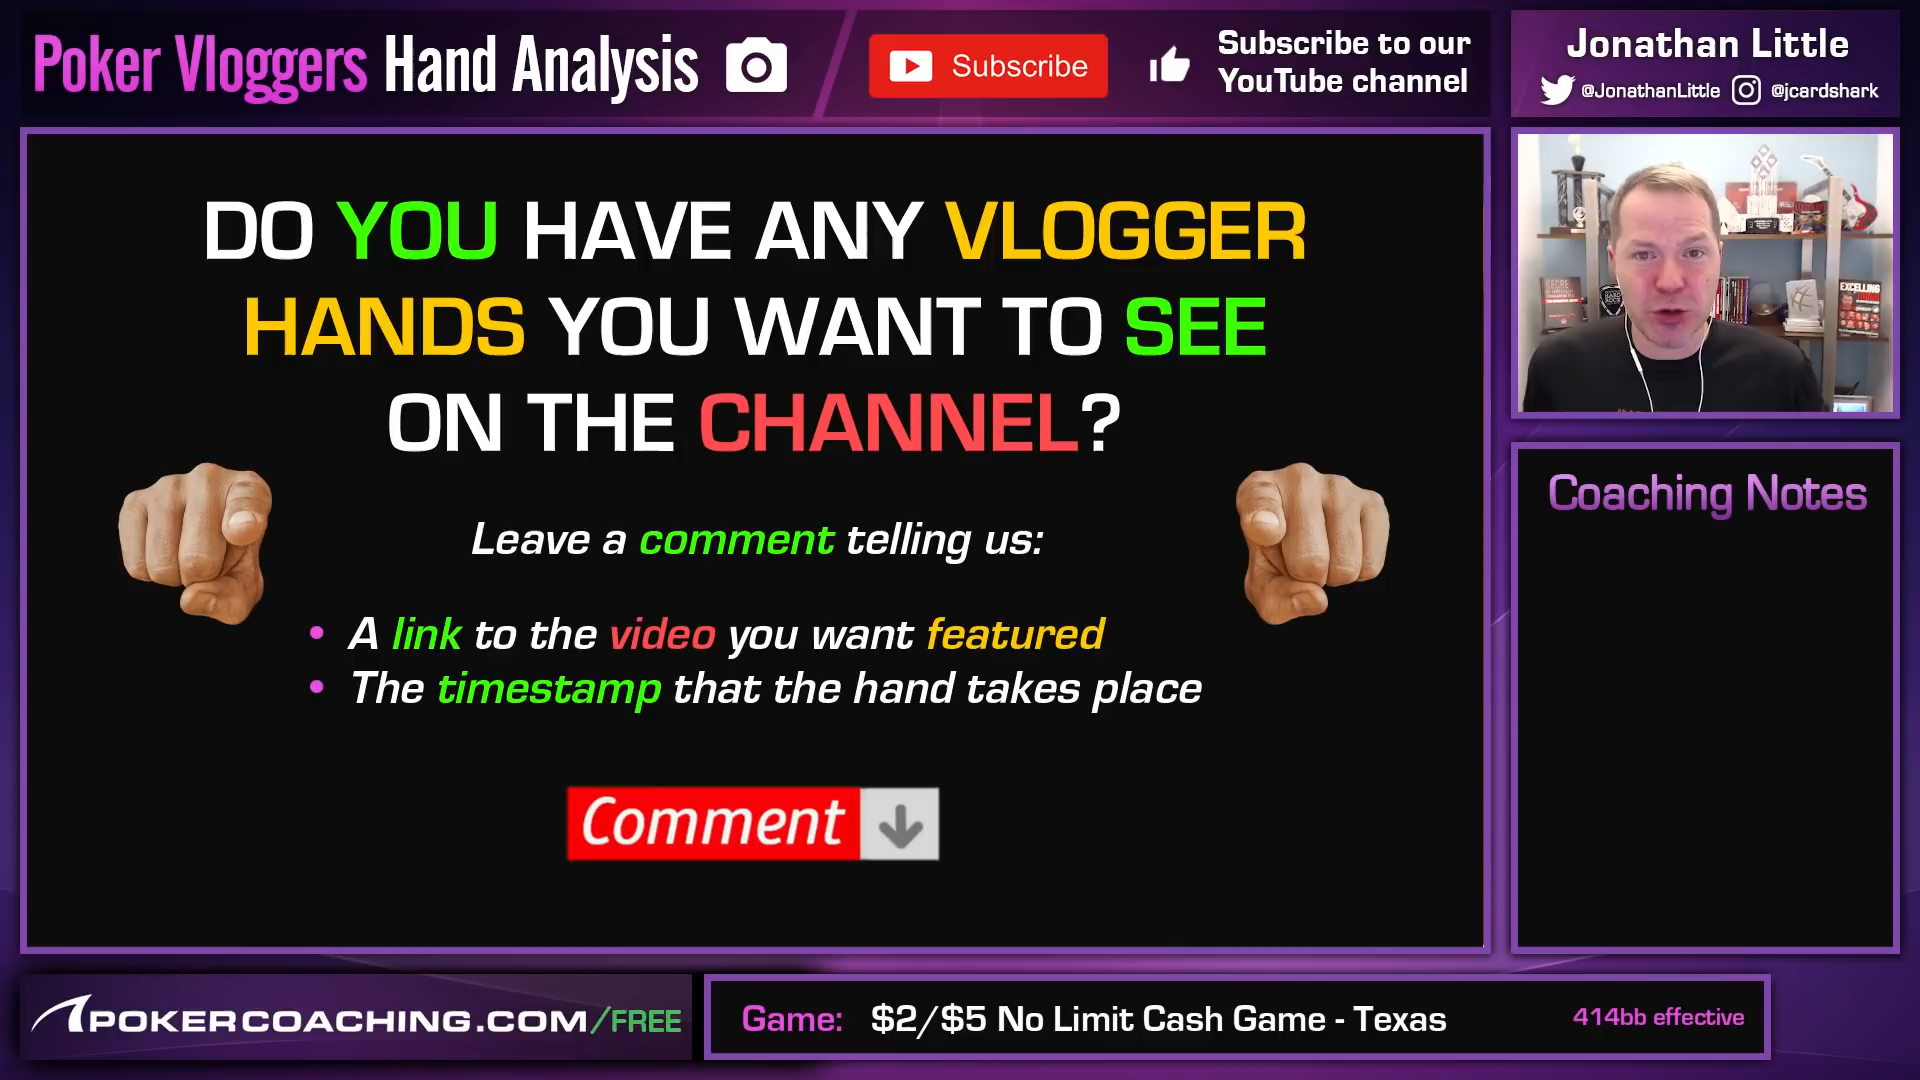 Poker Vloggers Hand Analysis
Subscribe
Subscribe to our
YouTube channel
Jonathan Little
@JonathanLittle @jcardshark
DO YOU HAVE ANY VLOGGER
HANDS YOU WANT TO SEE
ON THE CHANNEL?
Leave a comment telling us:
• A link to the video you want featured
• The timestamp that the hand takes place
Comment
EXCELLING
Coaching Notes
POKERCOACHING.COM/FREE
Game: $2/$5 No Limit Cash Game - Texas
414bb effective